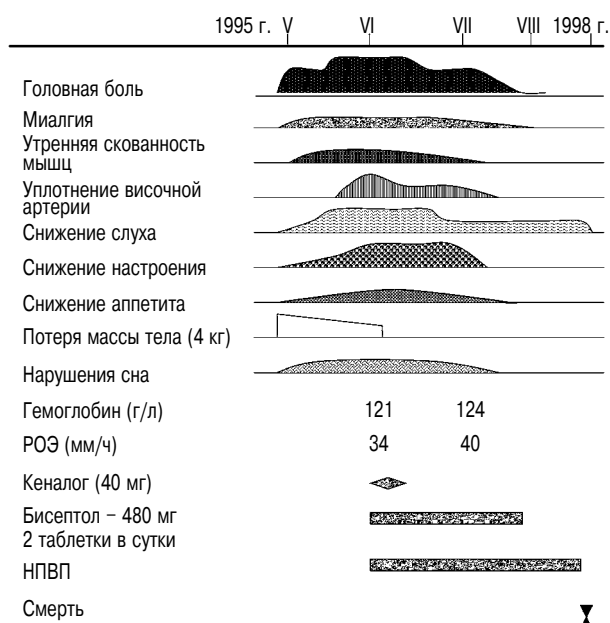 1995 г. V VI VII VIII 1998 г.
Головная боль
Миалгия
Утренняя скованность
мышц
Уплотнение височной
артерии
Снижение слуха
Снижение настроения
Снижение аппетита
Потеря массы тела (4 кг)
Нарушения сна
Гемоглобин (г/л) 121 124
РОЭ (мм/ч) 34 40
Кеналог (40 мг)
Бисептол – 480 мг
2 таблетки в сутки
НПВП
Смерть